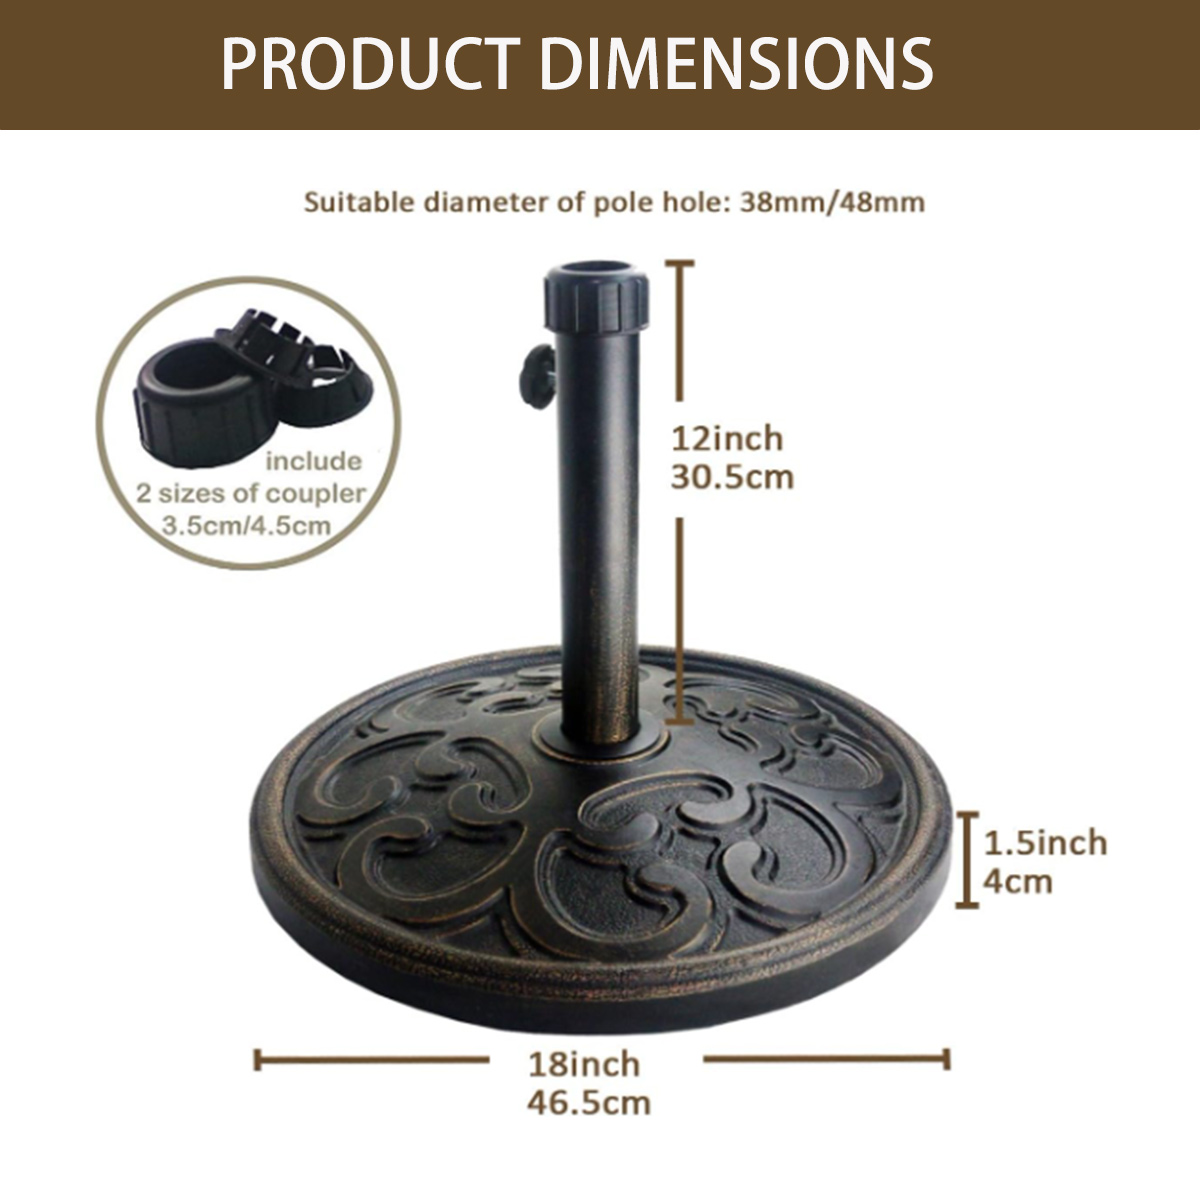 PRODUCT DIMENSIONS
Suitable diameter of pole hole: 38mm/48mm
include
2 sizes of coupler
3.5cm/4.5cm
12inch
30.5cm
1.5inch
4cm
18inch
46.5cm